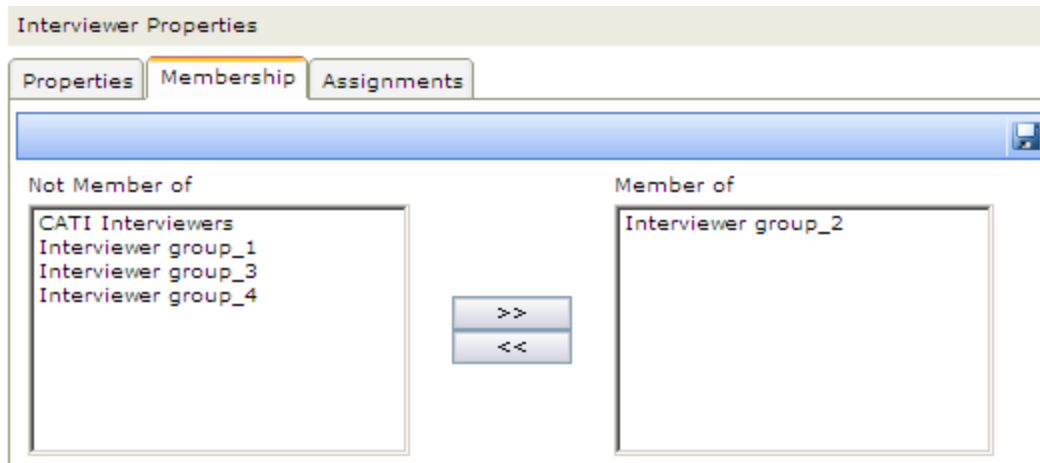 Interviewer Properties
Properties
Membership
Assignments
Not Member of
CATI Interviewers
Interviewer group_1
Interviewer group_3
Interviewer group_4
>>
<<
Member of
Interviewer group_2